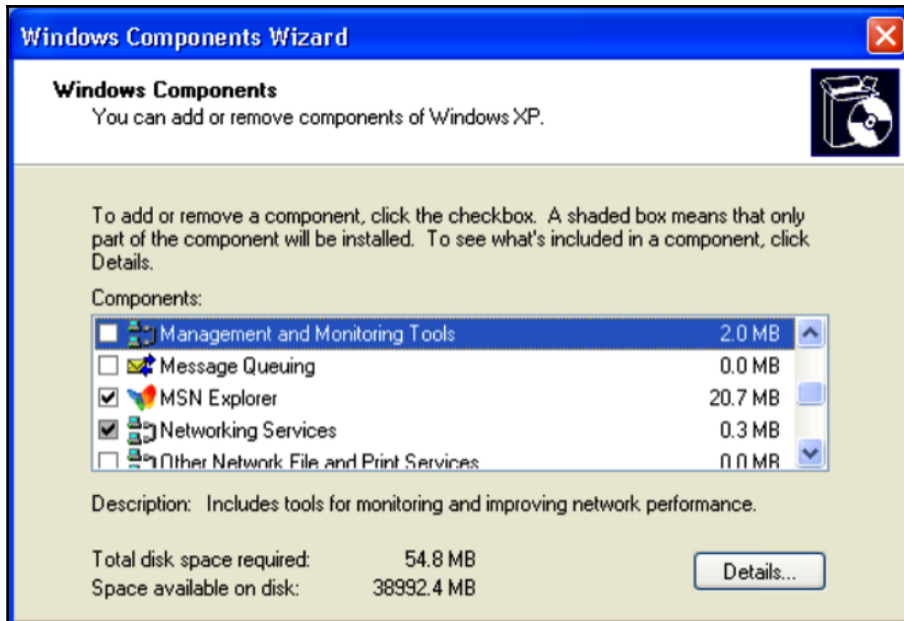 Windows Components Wizard
Windows Components
You can add or remove components of Windows XP.
To add or remove a component, click the checkbox. A shaded box means that only
part of the component will be installed. To see what's included in a component, click
Details.
Components:
Management and Monitoring Tools 2.0 MB
Message Queuing 0.0 MB
MSN Explorer 20.7 MB
Networking Services 0.3 MB
Other Network File and Print Services 0.0 MB
Description: Includes tools for monitoring and improving network performance.
Total disk space required: 54.8 MB
Space available on disk: 38992.4 MB
Details...